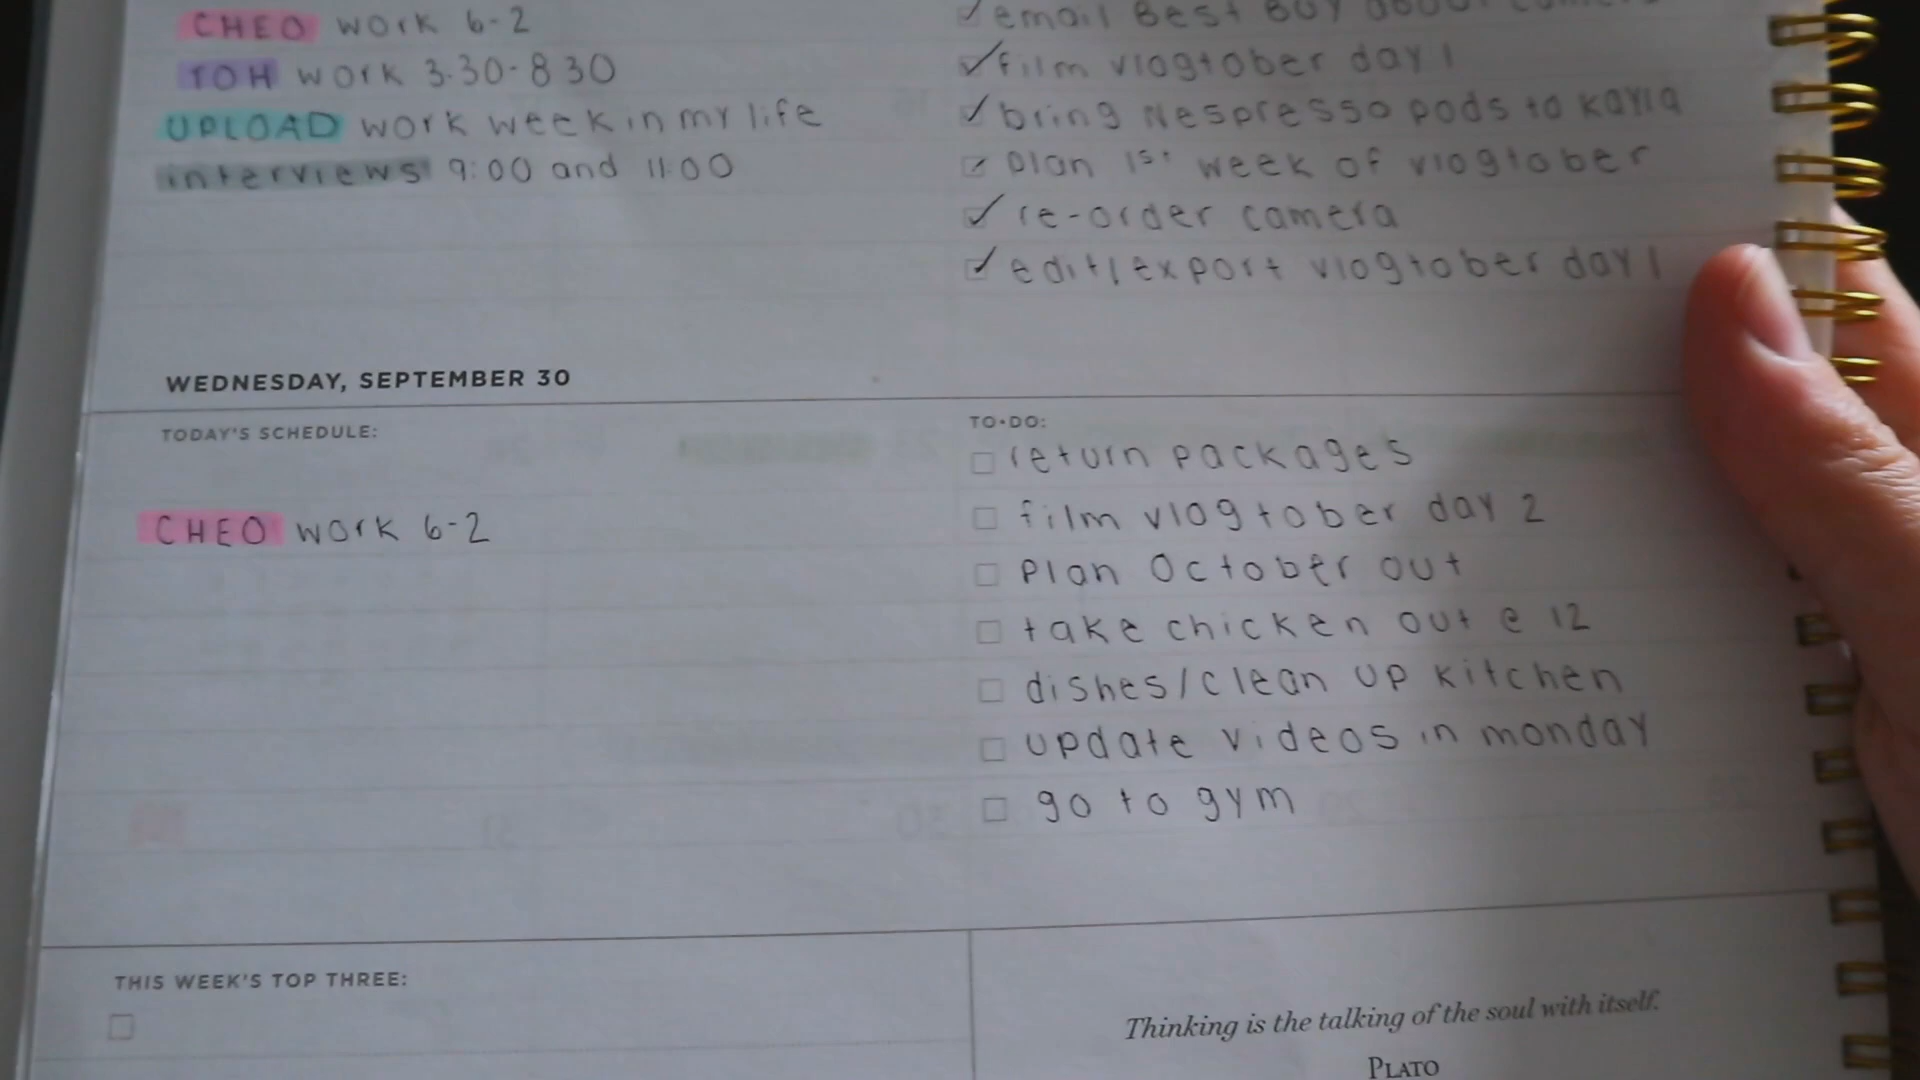 CHEO work 6-2
TOH work 3.30-8 30
UPLOAD work week in my life
interviews 9:00 and 11:00
email Best Buy about camera
film vlogtober day 1
bring Nespresso pods to Kayla
plan 1st week of vlogtober
re-order camera
edit/export vlogtober day 1
WEDNESDAY, SEPTEMBER 30
TODAY'S SCHEDULE:
CHEO work 6-2
TO•DO:
return packages
film vlogtober day 2
plan October out
take chicken out @ 12
dishes/clean up kitchen
update videos in monday
go to gym
THIS WEEK'S TOP THREE:
Thinking is the talking of the soul with itself.
PLATO